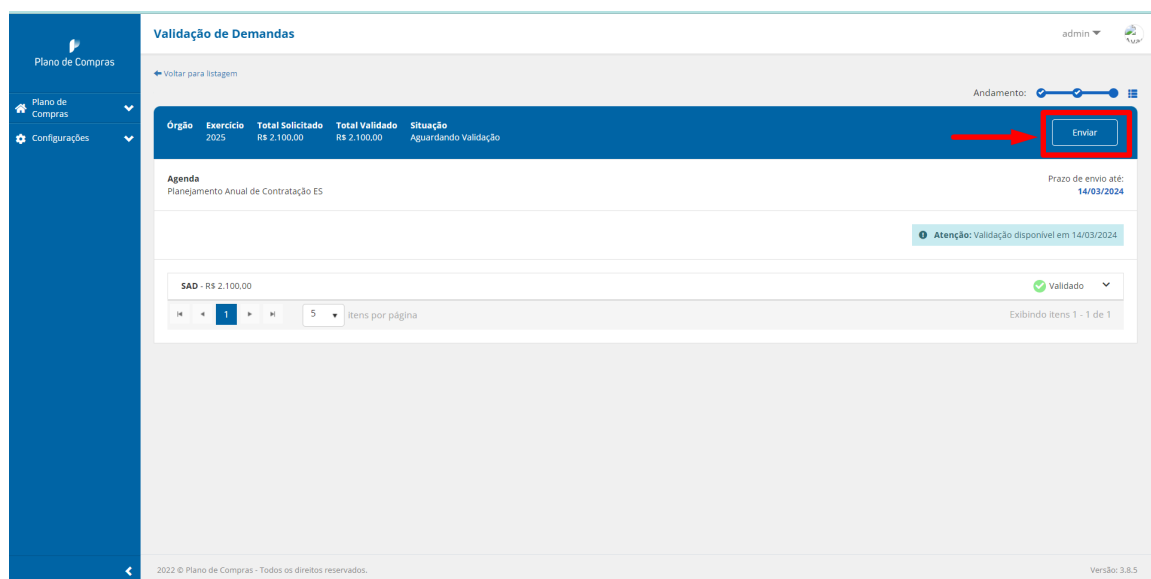 Plano de Compras
Validação de Demandas
admin
Voltar para listagem
Andamento:
Plano de
Compras
Configurações
Órgão Exercício Total Solicitado Total Validado Situação
2025 R$ 2.100,00 R$ 2.100,00 Aguardando Validação
Enviar
Agenda
Planejamento Anual de Contratação ES
Prazo de envio até:
14/03/2024
Atenção: Validação disponível em 14/03/2024
SAD - R$ 2.100,00
Validado
1
5 itens por página
Exibindo itens 1 - 1 de 1
2022 © Plano de Compras - Todos os direitos reservados.
Versão: 3.8.5